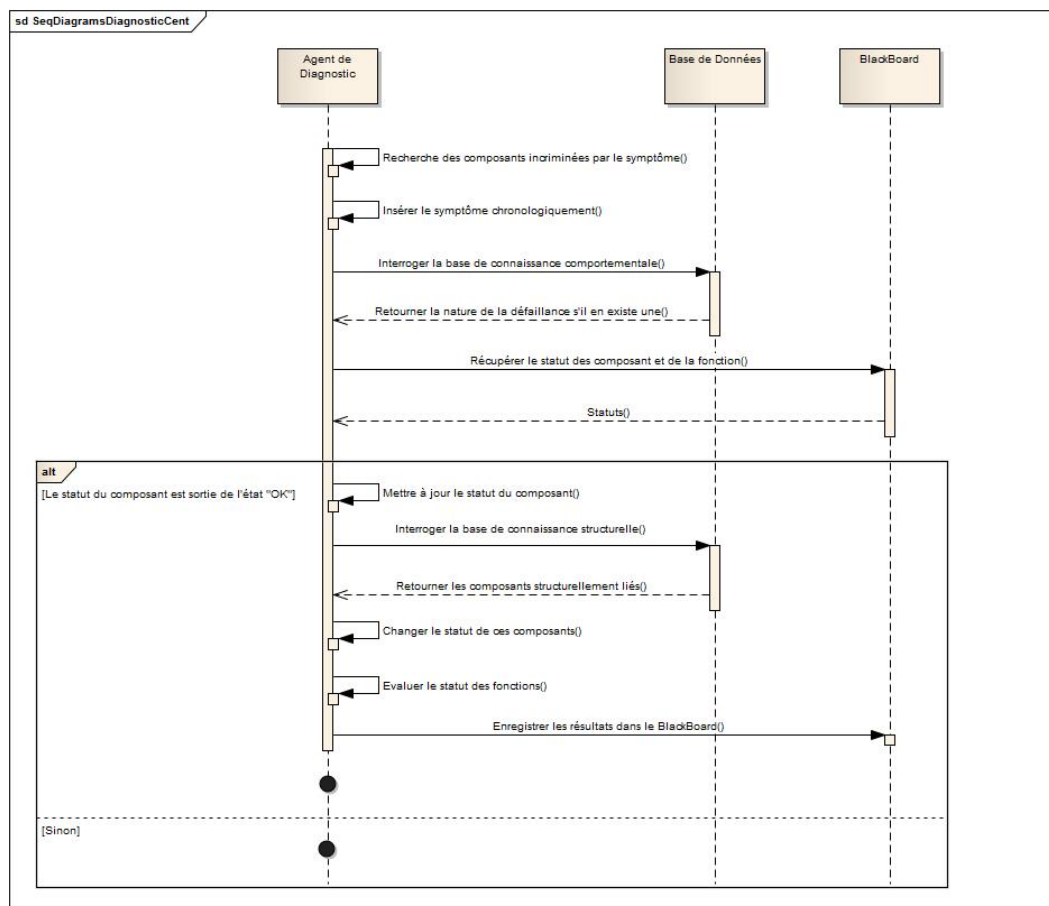 sd SeqDiagramsDiagnosticCent
Agent de
Diagnostic
Base de Données
BlackBoard
Recherche des composants incriminées par le symptôme()
Insérer le symptôme chronologiquement()
Interroger la base de connaissance comportementale()
Retourner la nature de la défaillance s'il en existe une()
Récupérer le statut des composant et de la fonction()
Statuts()
alt
[Le statut du composant est sortie de l'état "OK"]
Mettre à jour le statut du composant()
Interroger la base de connaissance structurelle()
Retourner les composants structurellement liés()
Changer le statut de ces composants()
Evaluer le statut des fonctions()
Enregistrer les résultats dans le BlackBoard()
[Sinon]